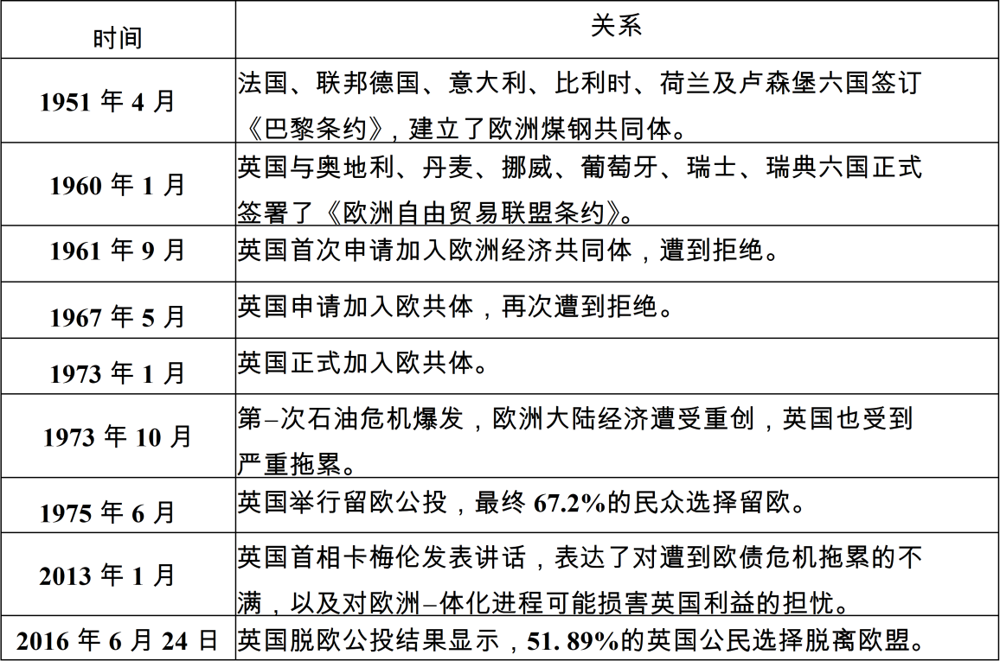 时间
关系
1951 年 4 月
法国、联邦德国、意大利、比利时、荷兰及卢森堡六国签订
《巴黎条约》，建立了欧洲煤钢共同体。
1960 年 1 月
英国与奥地利、丹麦、挪威、葡萄牙、瑞士、瑞典六国正式
签署了《欧洲自由贸易联盟条约》。
1961 年 9 月
英国首次申请加入欧洲经济共同体，遭到拒绝。
1967 年 5 月
英国申请加入欧共体，再次遭到拒绝。
1973 年 1 月
英国正式加入欧共体。
1973 年 10 月
第–次石油危机爆发，欧洲大陆经济遭受重创，英国也受到
严重拖累。
1975 年 6 月
英国举行留欧公投，最终 67.2%的民众选择留欧。
2013 年 1 月
英国首相卡梅伦发表讲话，表达了对遭到欧债危机拖累的不
满，以及对欧洲–体化进程可能损害英国利益的担忧。
2016 年 6 月 24 日
英国脱欧公投结果显示，51. 89%的英国公民选择脱离欧盟。